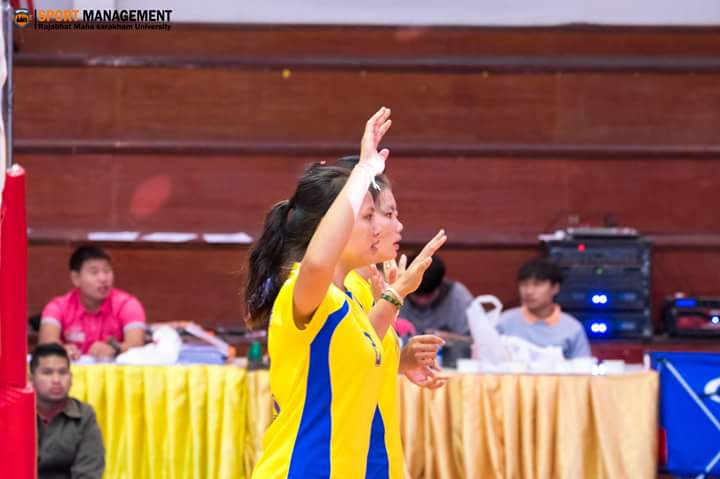 SPORT MANAGEMENT
Rajabhat Maha sarakham University